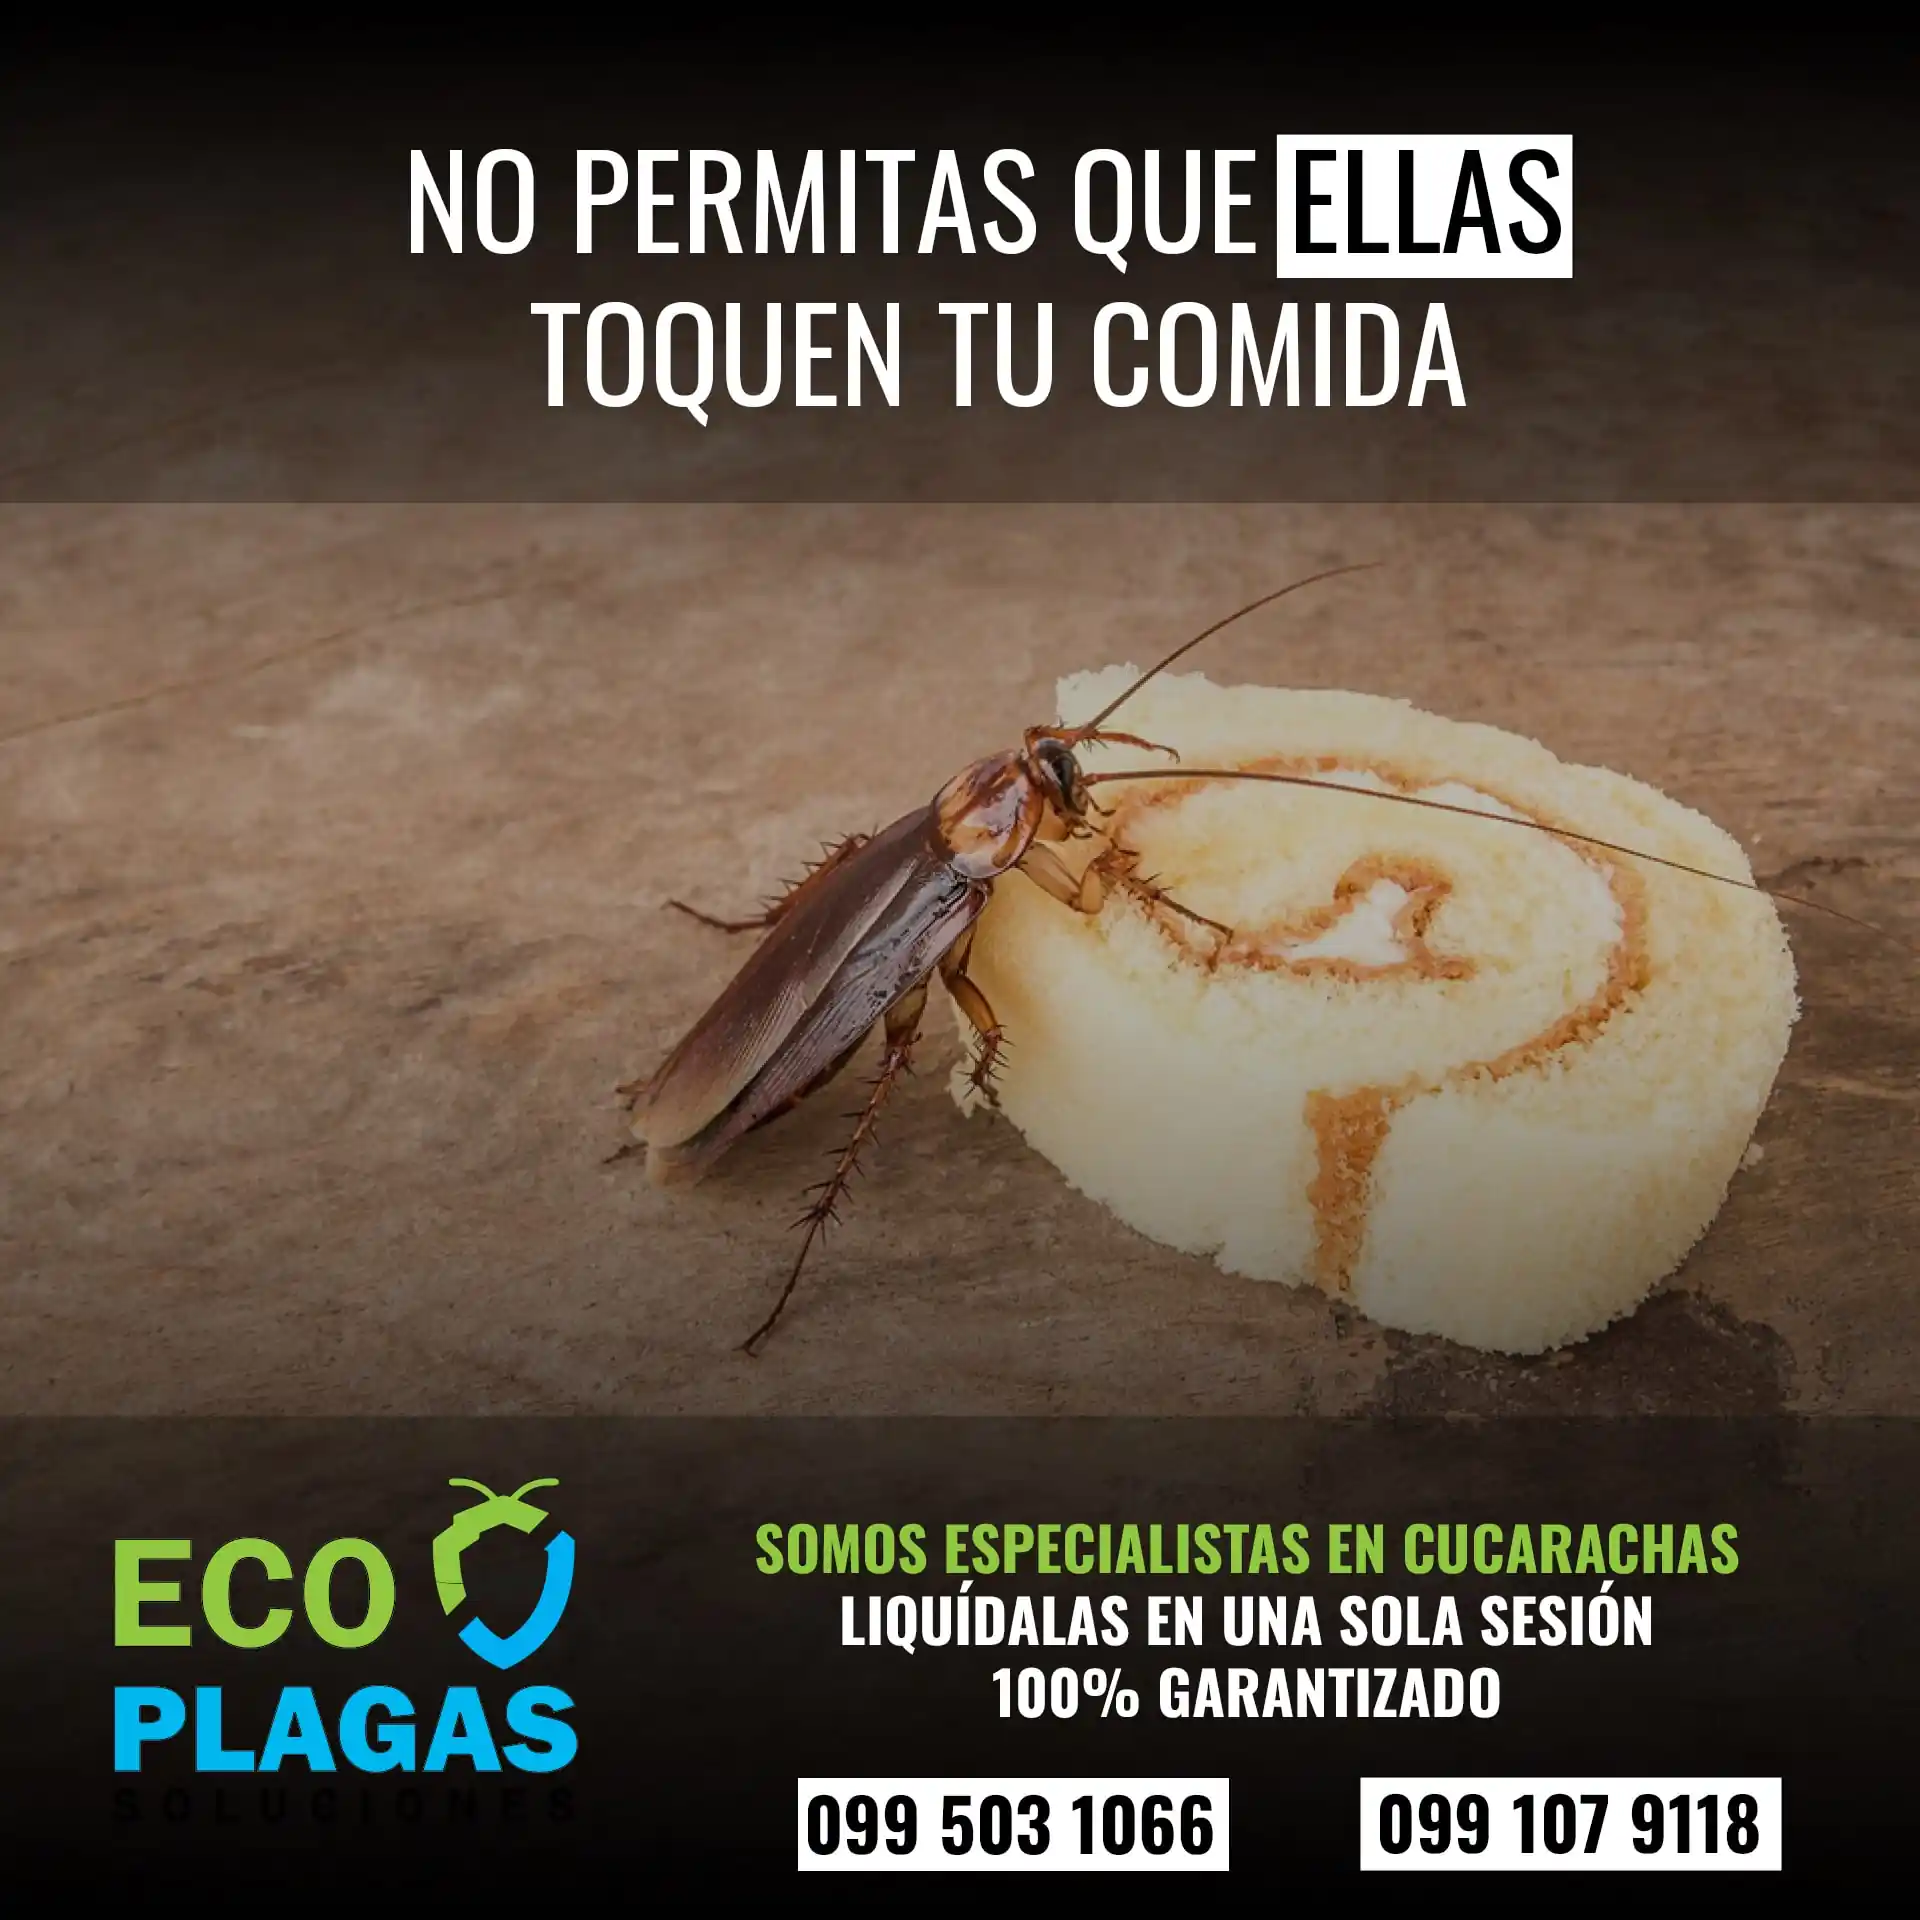 NO PERMITAS QUE ELLAS
TOQUEN TU COMIDA
ECO
PLAGAS
SOLUCIONES
SOMOS ESPECIALISTAS EN CUCARACHAS
LIQUÍDALAS EN UNA SOLA SESIÓN
100% GARANTIZADO
099 503 1066
099 107 9118